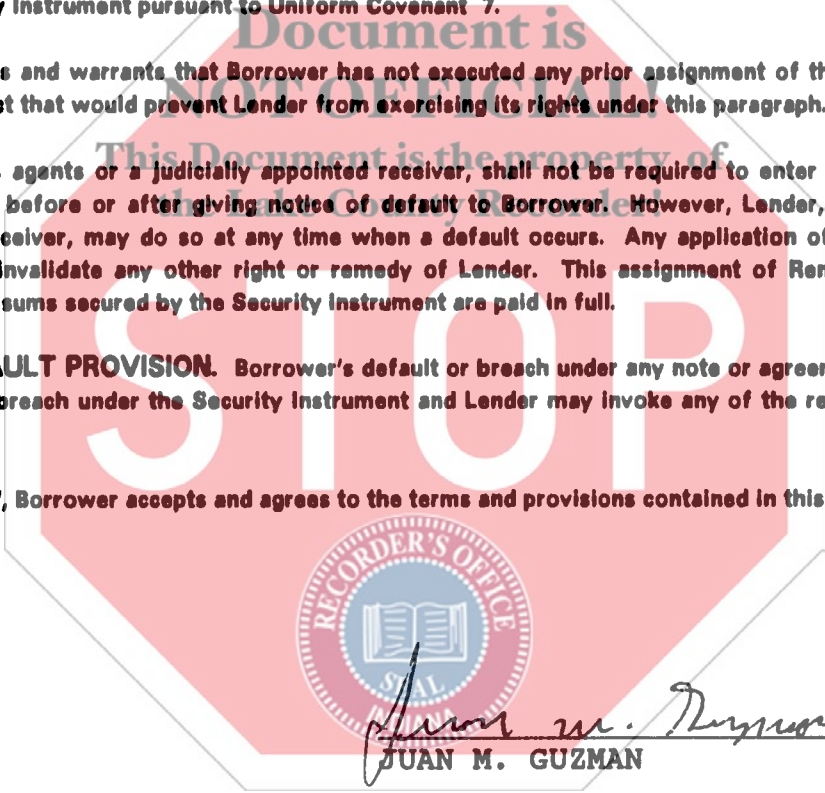 Instrument pursuant to Uniform Covenant 7.
Document is
s and warrants that Borrower has not executed any prior assignment of th
NOT OFFICIAL!
t that would prevent Lender from exercising its rights under this paragraph.
This Document is the property of
agents or a judicially appointed receiver, shall not be required to enter
the Lake County Recorder!
before or after giving notice of default to Borrower. However, Lender,
ceiver, may do so at any time when a default occurs. Any application of
invalidate any other right or remedy of Lender. This assignment of Ren
sums secured by the Security Instrument are paid in full.
STOP
AULT PROVISION. Borrower's default or breach under any note or agreem
breach under the Security Instrument and Lender may invoke any of the re
, Borrower accepts and agrees to the terms and provisions contained in this
RECORDER'S OFFICE
SEAL
INDIANA
Juan M. Guzman
JUAN M. GUZMAN